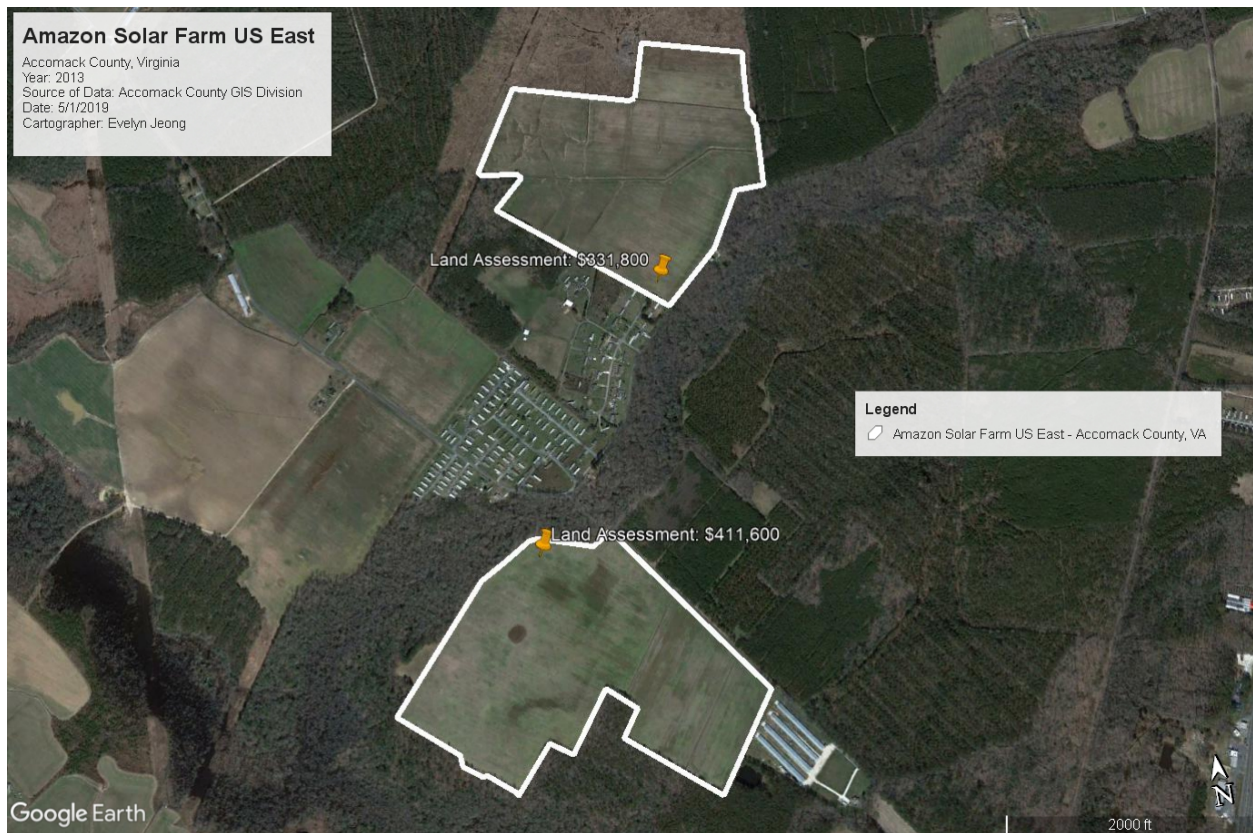 Amazon Solar Farm US East
Accomack County, Virginia
Year: 2013
Source of Data: Accomack County GIS Division
Date: 5/1/2019
Cartographer: Evelyn Jeong
Land Assessment: $331,800
Legend
Amazon Solar Farm US East - Accomack County, VA
Land Assessment: $411,600
N
Google Earth
2000 ft